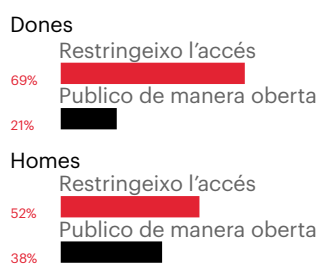 Dones
Restringeixo l'accés
69%
Publico de manera oberta
21%
Homes
Restringeixo l'accés
52%
Publico de manera oberta
38%